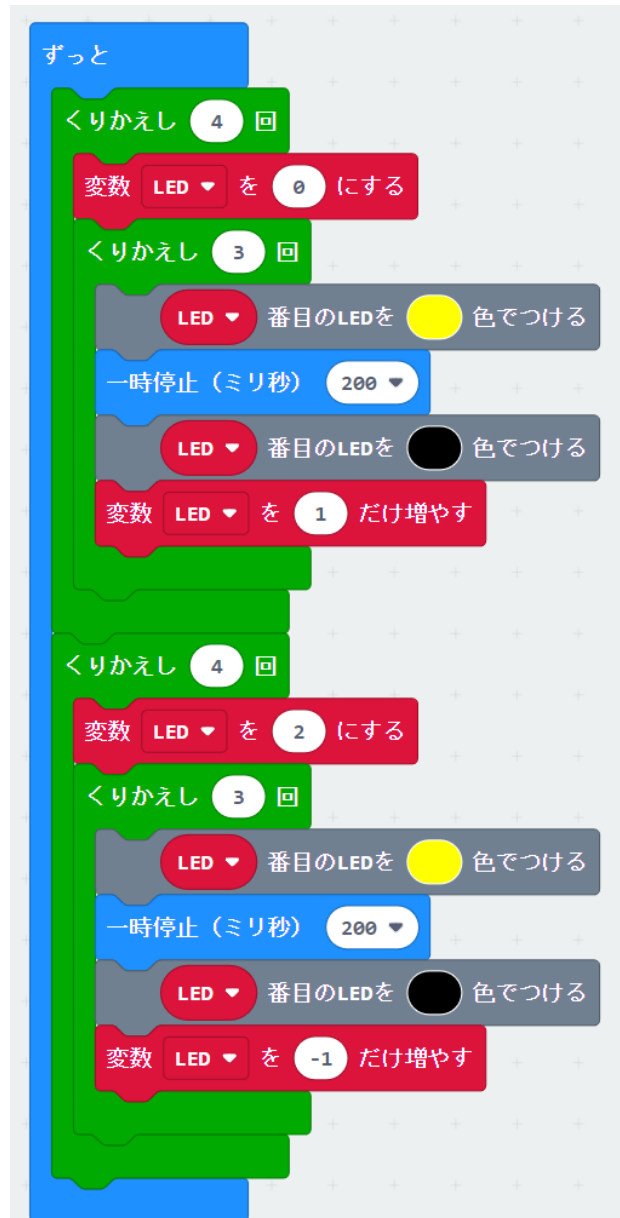 ずっと
くりかえし 4 回
変数 LED を 0 にする
くりかえし 3 回
LED 番目のLEDを 色でつける
一時停止（ミリ秒） 200
LED 番目のLEDを 色でつける
変数 LED を 1 だけ増やす
くりかえし 4 回
変数 LED を 2 にする
くりかえし 3 回
LED 番目のLEDを 色でつける
一時停止（ミリ秒） 200
LED 番目のLEDを 色でつける
変数 LED を -1 だけ増やす